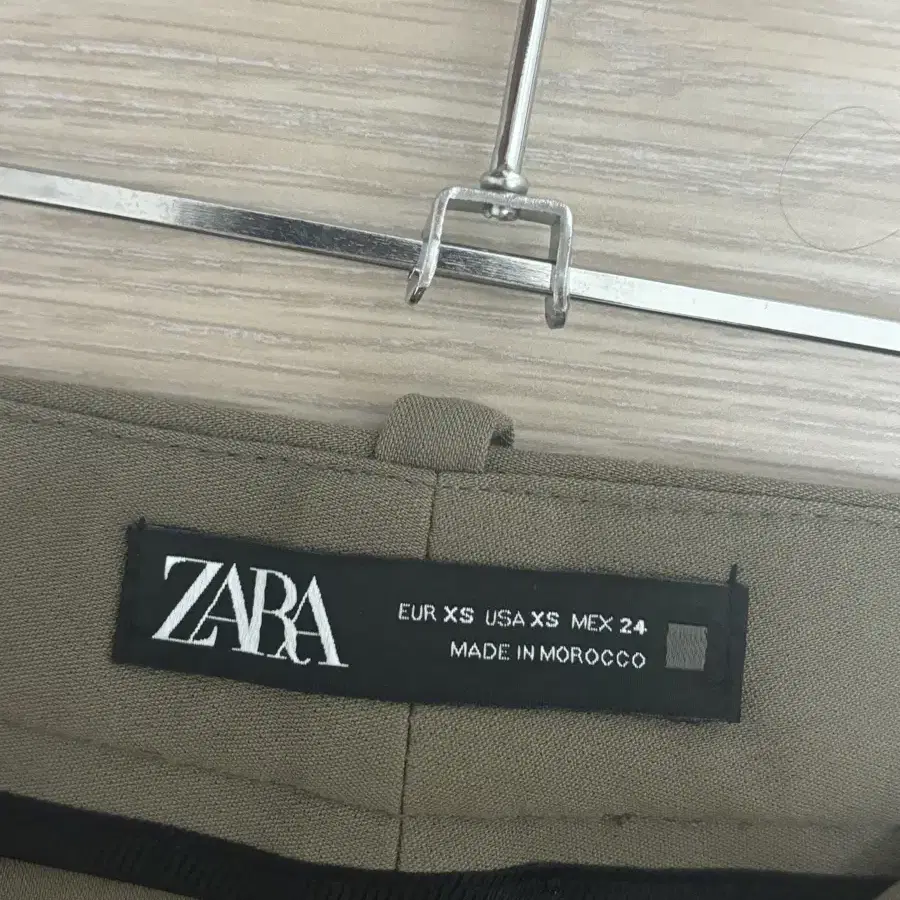 ZARA
EUR XS USA XS MEX 24
MADE IN MOROCCO